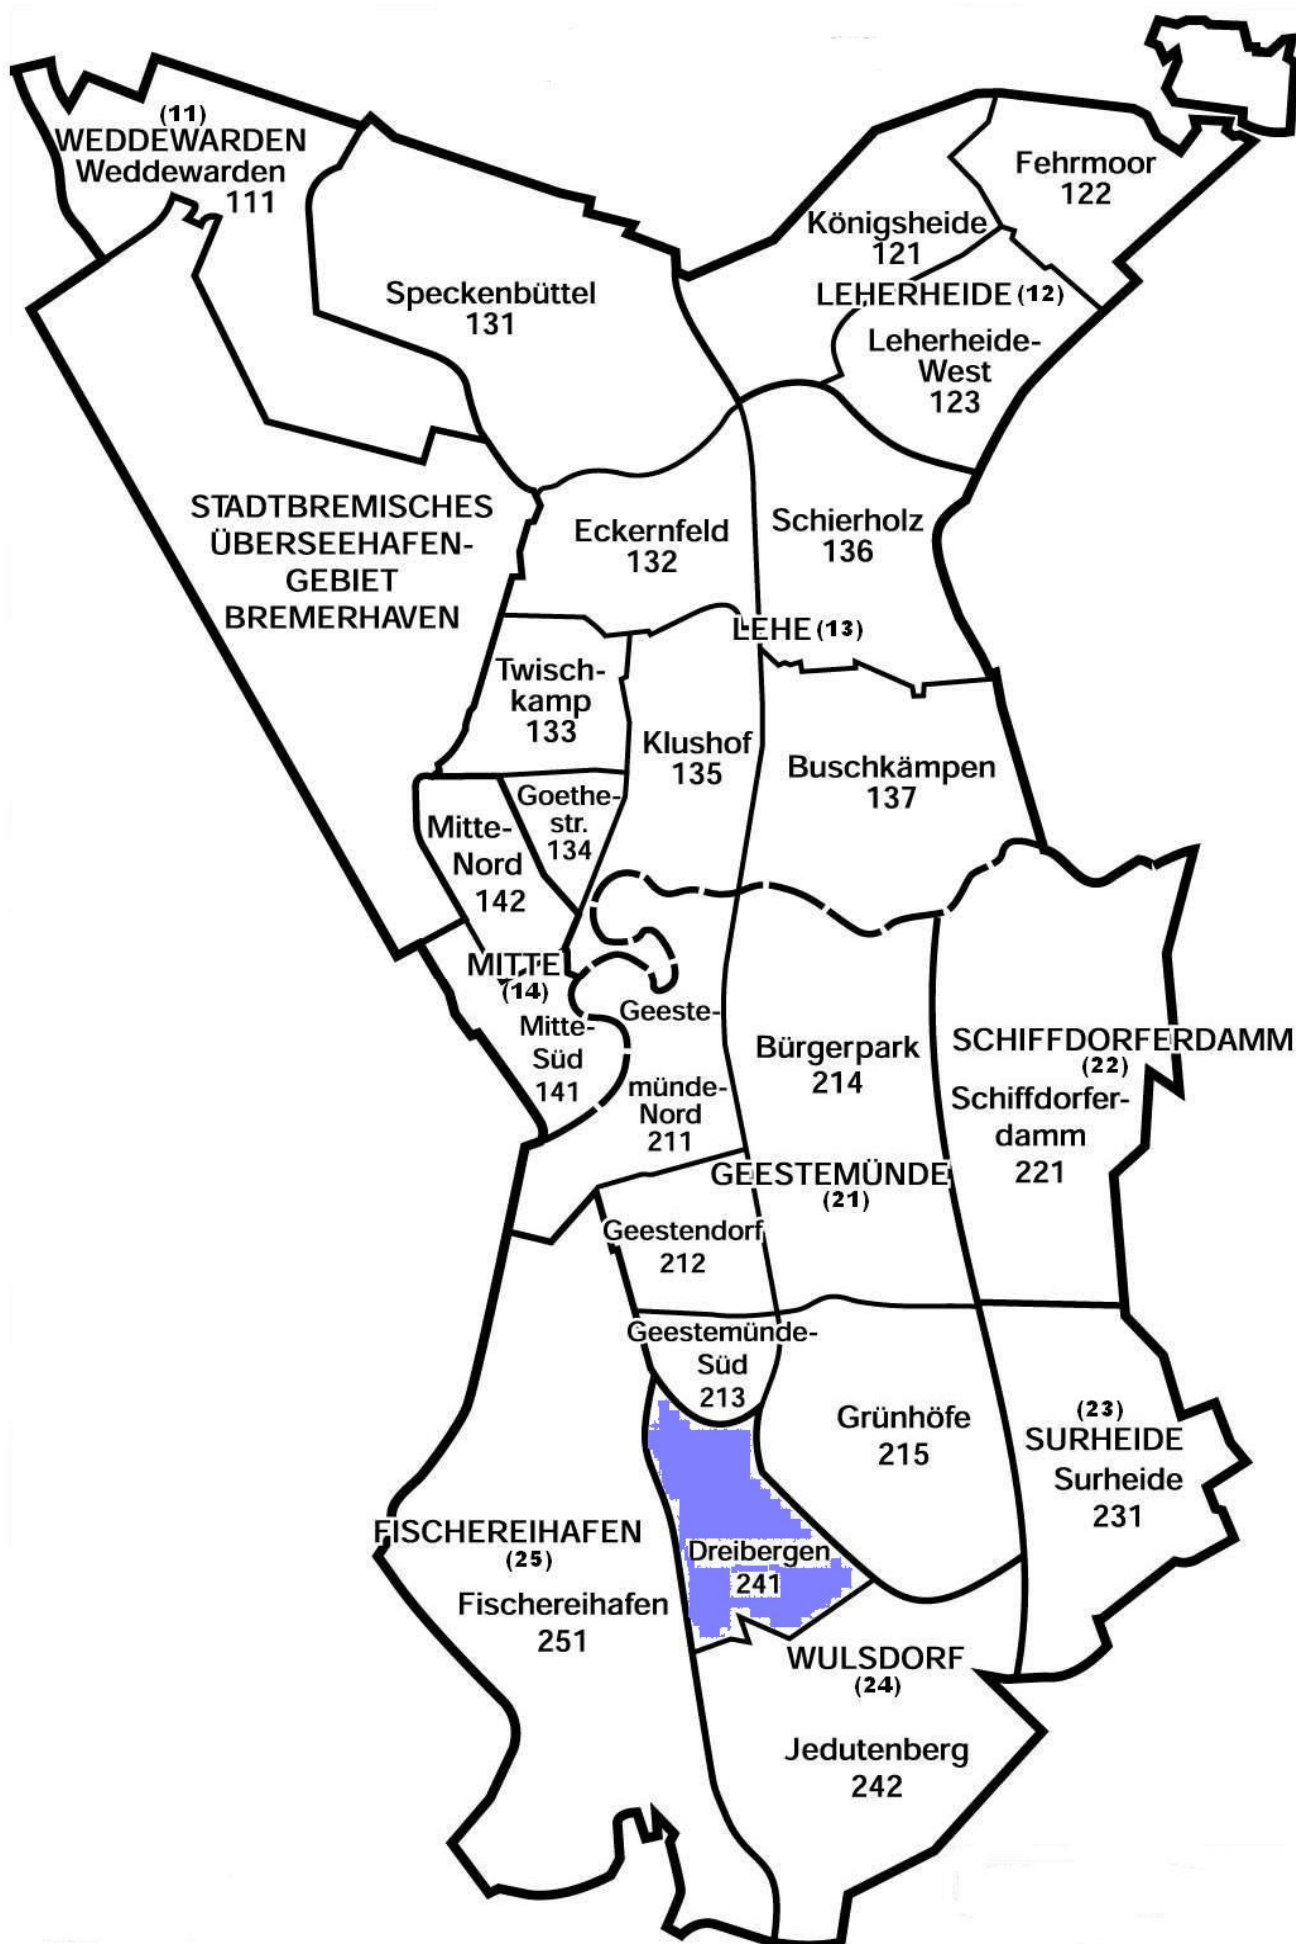 (11)
WEDDEWARDEN
Weddewarden
111
Fehrmoor
122
Königsheide
121
LEHERHEIDE (12)
Speckenbüttel
131
Leherheide-
West
123
STADTBREMISCHES
ÜBERSEEHAFEN-
GEBIET
BREMERHAVEN
Eckernfeld
132
Schierholz
136
LEHE (13)
Twisch-
kamp
133
Klushof
135
Buschkämpen
137
Goethe-
str.
134
Mitte-
Nord
142
MITTE
(14)
Mitte-
Süd
141
Geeste-
münde-
Nord
211
Bürgerpark
214
SCHIFFDORFERDAMM
(22)
Schiffdorfer-
damm
221
GEESTEMÜNDE
(21)
Geestendorf
212
Geestemünde-
Süd
213
Grünhöfe
215
(23)
SURHEIDE
Surheide
231
FISCHEREIHAFEN
(25)
Fischereihafen
251
Dreibergen
241
WULSDORF
(24)
Jedutenberg
242